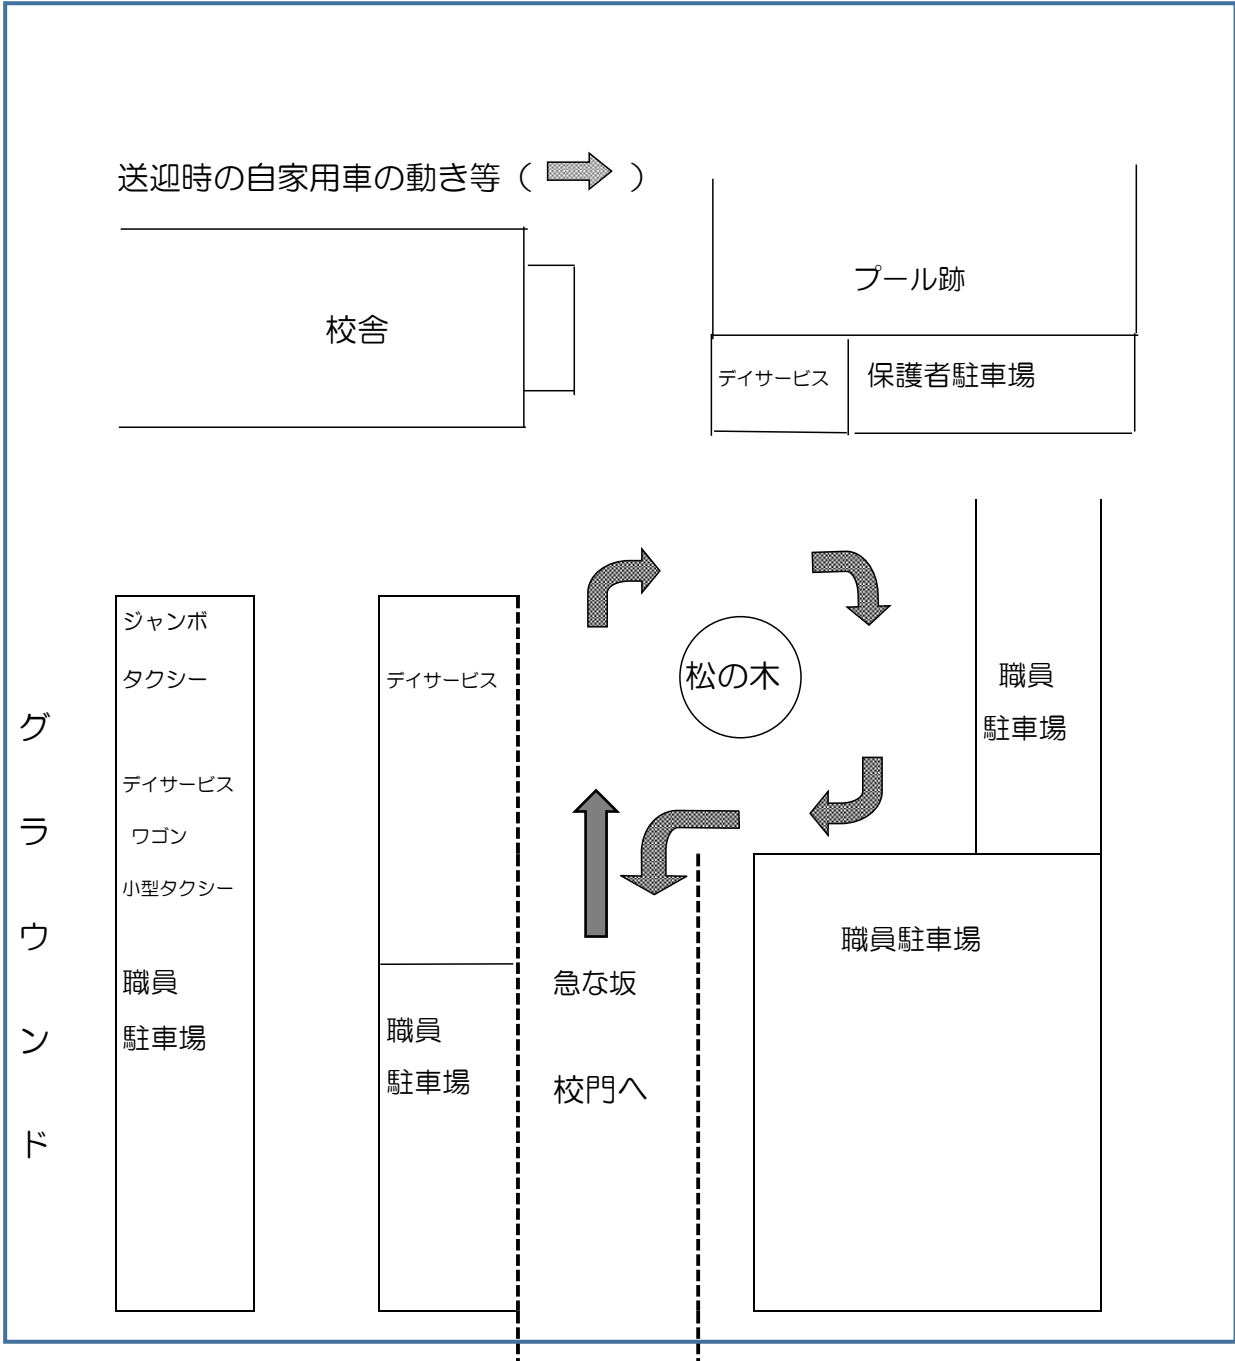 送迎時の自家用車の動き等（ ）
プール跡
校舎
デイサービス
保護者駐車場
ジャンボ
タクシー
デイサービス
ワゴン
小型タクシー
職員
駐車場
デイサービス
職員
駐車場
松の木
職員
駐車場
職員駐車場
急な坂
校門へ
グラウンド